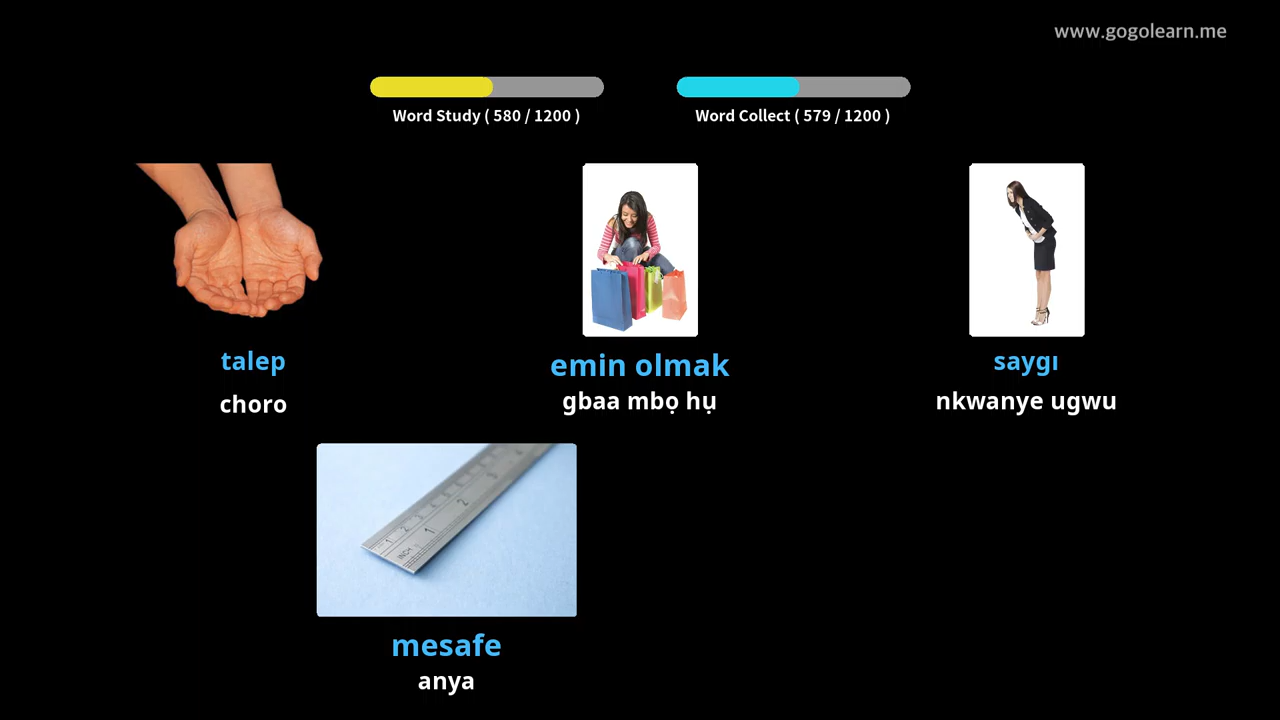 www.gogolearn.me
Word Study ( 580 / 1200 )
Word Collect ( 579 / 1200 )
talep
choro
emin olmak
gbaa mbọ hụ
saygı
nkwanye ugwu
mesafe
anya